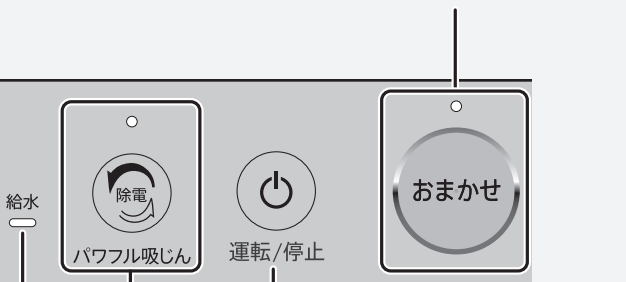 給水
除電
パワフル吸じん
運転/停止
おまかせ